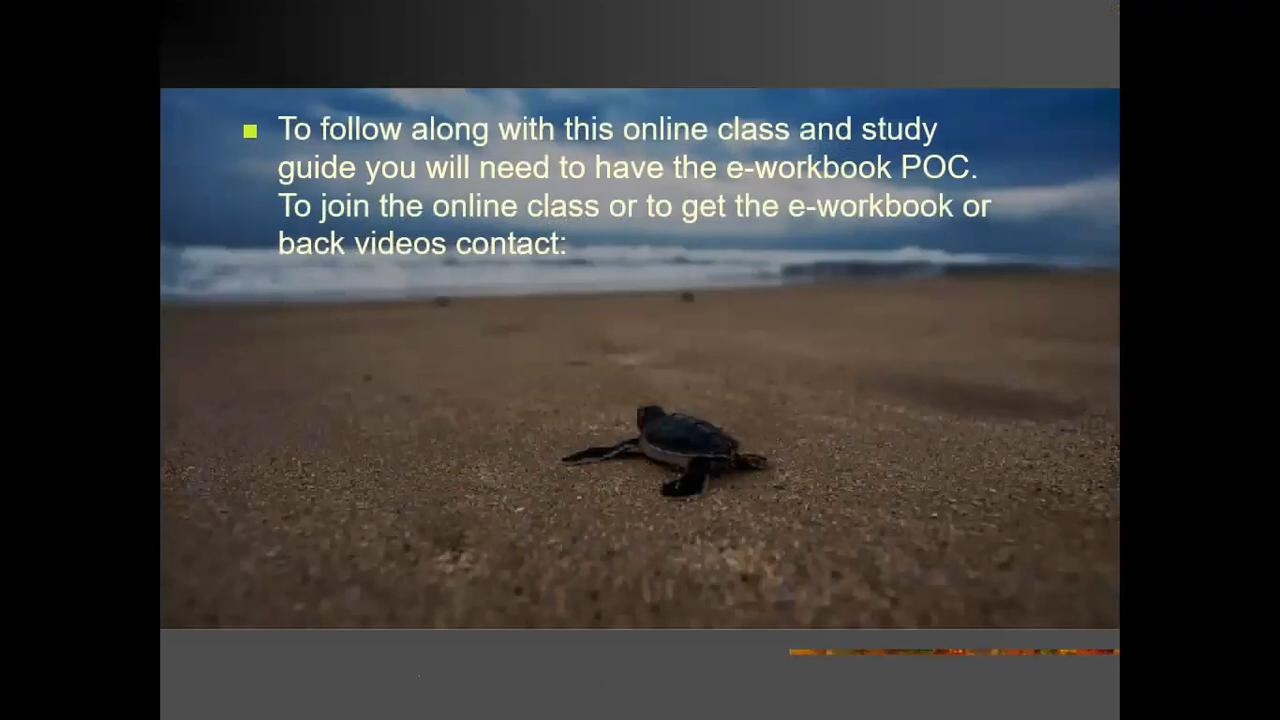 To follow along with this online class and study
guide you will need to have the e-workbook POC.
To join the online class or to get the e-workbook or
back videos contact: